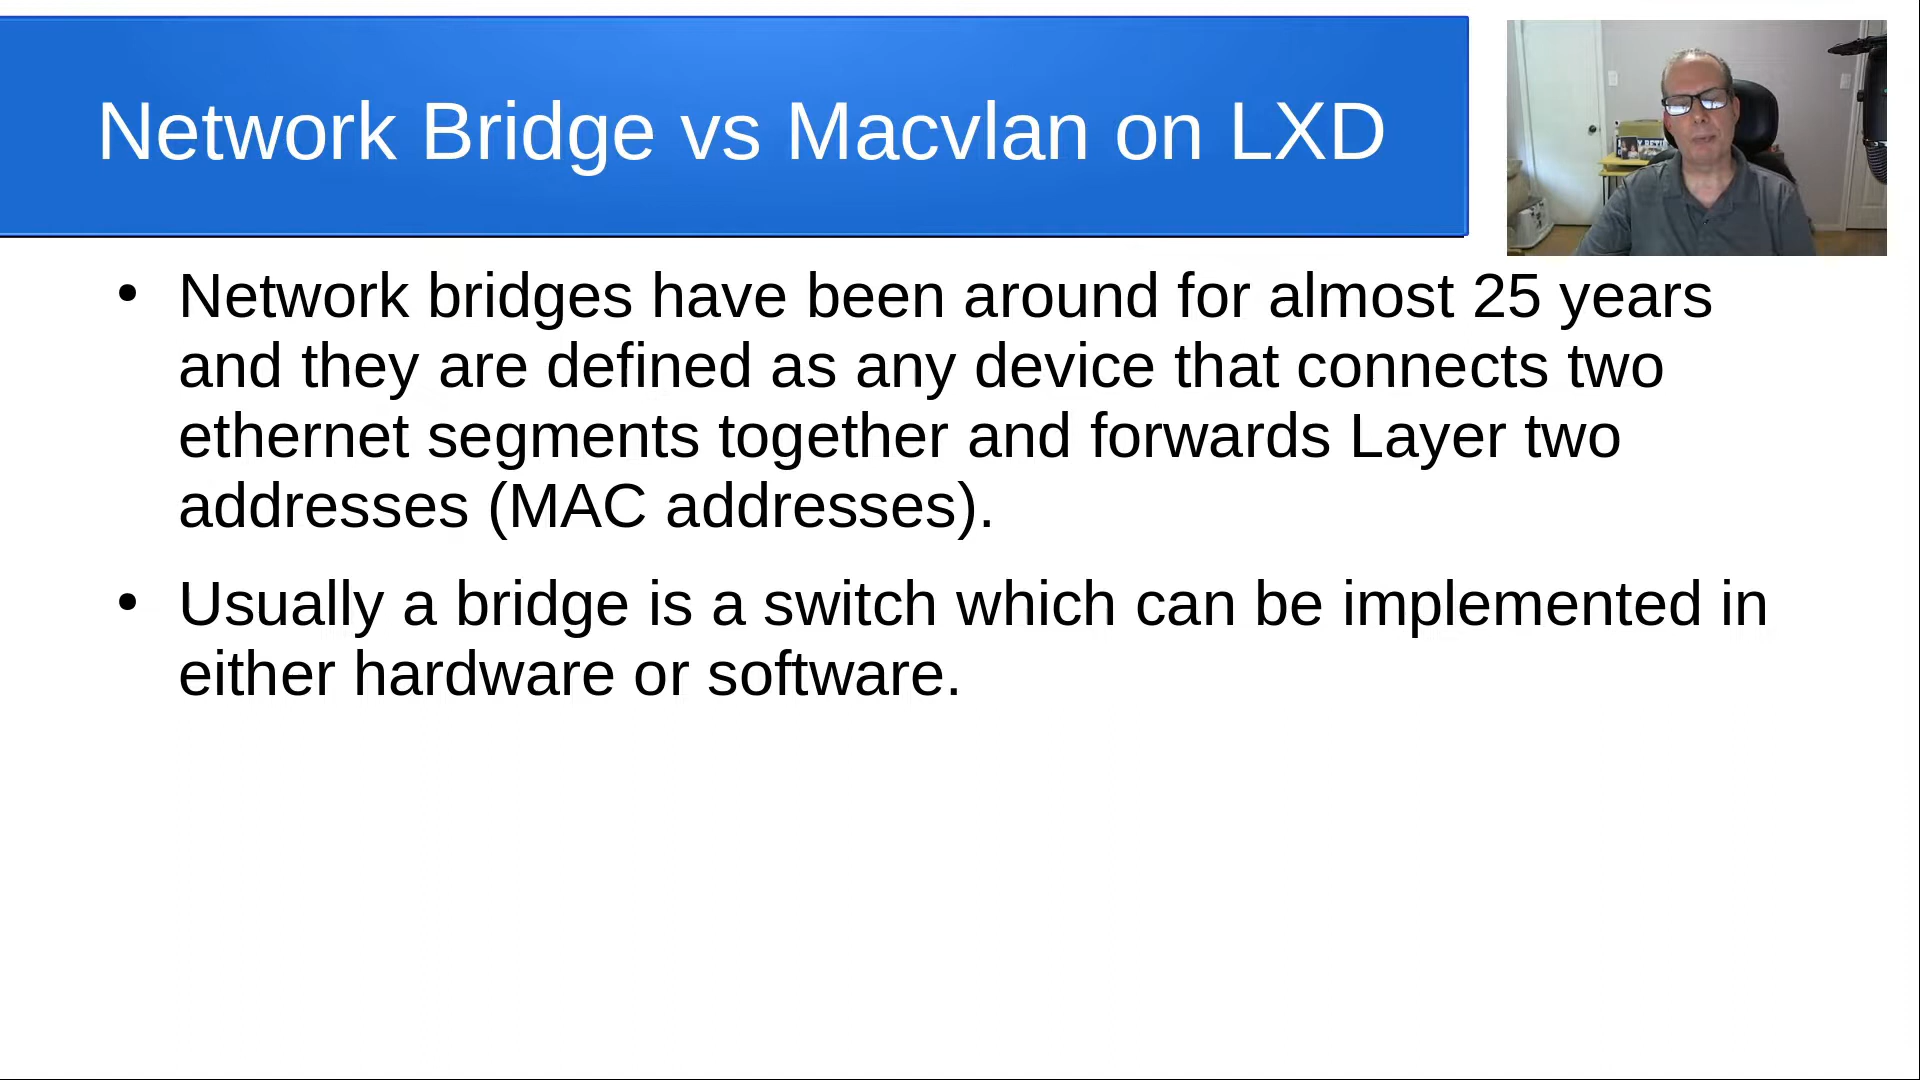 Network Bridge vs Macvlan on LXD
• Network bridges have been around for almost 25 years
and they are defined as any device that connects two
ethernet segments together and forwards Layer two
addresses (MAC addresses).
• Usually a bridge is a switch which can be implemented in
either hardware or software.